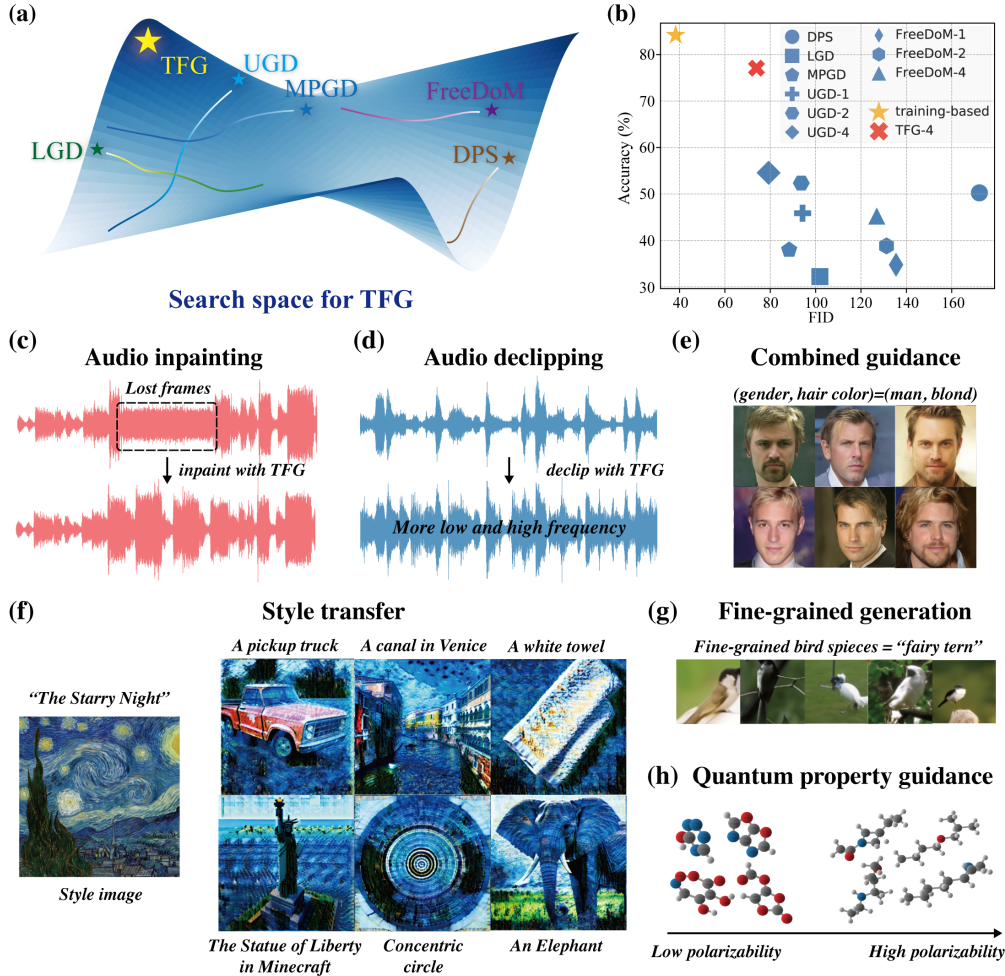 (a)
TFG
UGD
MPGD
FreeDoM
LGD
DPS
Search space for TFG
(b)
Accuracy (%)
80
70
60
50
40
30
40
60
80
100
120
140
160
FID
DPS
LGD
MPGD
UGD-1
UGD-2
UGD-4
FreeDoM-1
FreeDoM-2
FreeDoM-4
training-based
TFG-4
(c)
Audio inpainting
Lost frames
inpaint with TFG
(d)
Audio declipping
declip with TFG
More low and high frequency
(e)
Combined guidance
(gender, hair color)=(man, blond)
(f)
Style transfer
"The Starry Night"
Style image
A pickup truck
A canal in Venice
A white towel
The Statue of Liberty
in Minecraft
Concentric
circle
An Elephant
(g)
Fine-grained generation
Fine-grained bird spieces = "fairy tern"
(h)
Quantum property guidance
Low polarizability
High polarizability